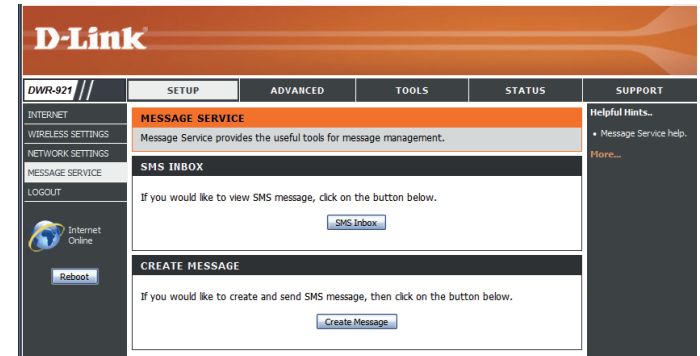 D-Link
DWR-921
SETUP
ADVANCED
TOOLS
STATUS
SUPPORT
INTERNET
WIRELESS SETTINGS
NETWORK SETTINGS
MESSAGE SERVICE
LOGOUT
Internet
Online
Reboot
MESSAGE SERVICE
Message Service provides the useful tools for message management.
SMS INBOX
If you would like to view SMS message, click on the button below.
SMS Inbox
CREATE MESSAGE
If you would like to create and send SMS message, then click on the button below.
Create Message
Helpful Hints..
• Message Service help.
More...